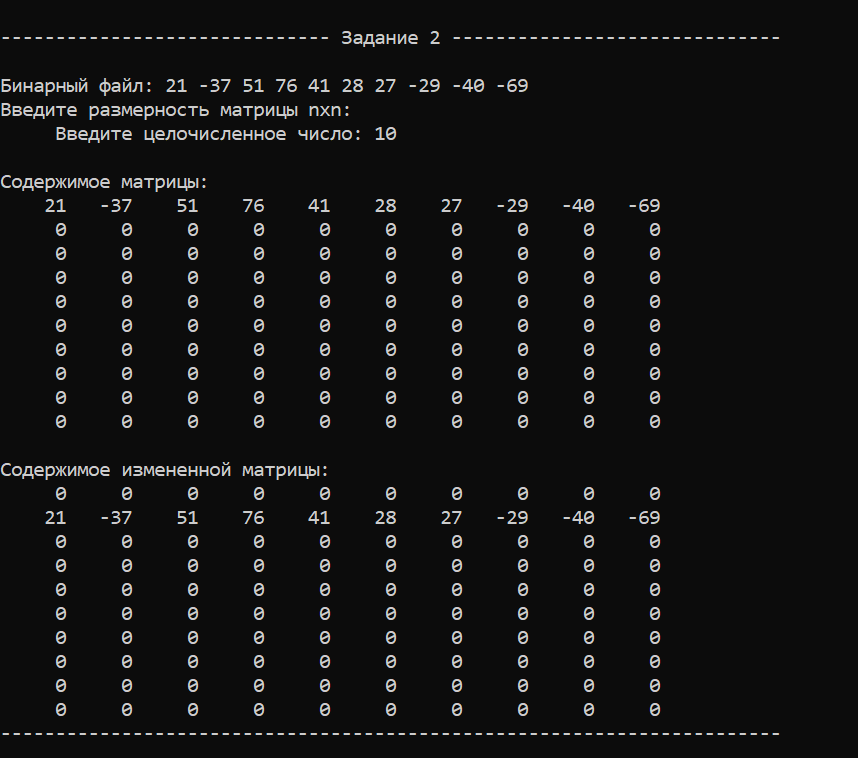 ------------------------------ Задание 2 ------------------------------
Бинарный файл: 21 -37 51 76 41 28 27 -29 -40 -69
Введите размерность матрицы nxn:
     Введите целочисленное число: 10
Содержимое матрицы:
    21   -37    51    76    41    28    27   -29   -40   -69
     0     0     0     0     0     0     0     0     0     0
     0     0     0     0     0     0     0     0     0     0
     0     0     0     0     0     0     0     0     0     0
     0     0     0     0     0     0     0     0     0     0
     0     0     0     0     0     0     0     0     0     0
     0     0     0     0     0     0     0     0     0     0
     0     0     0     0     0     0     0     0     0     0
     0     0     0     0     0     0     0     0     0     0
     0     0     0     0     0     0     0     0     0     0
Содержимое измененной матрицы:
     0     0     0     0     0     0     0     0     0     0
    21   -37    51    76    41    28    27   -29   -40   -69
     0     0     0     0     0     0     0     0     0     0
     0     0     0     0     0     0     0     0     0     0
     0     0     0     0     0     0     0     0     0     0
     0     0     0     0     0     0     0     0     0     0
     0     0     0     0     0     0     0     0     0     0
     0     0     0     0     0     0     0     0     0     0
     0     0     0     0     0     0     0     0     0     0
     0     0     0     0     0     0     0     0     0     0
-----------------------------------------------------------------------